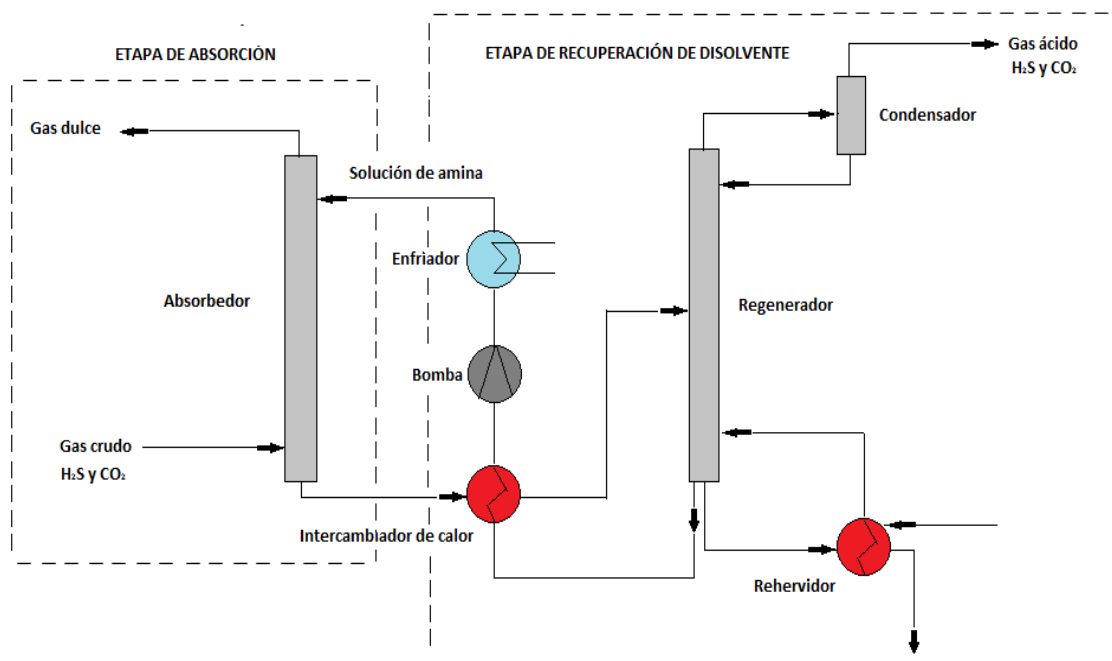 ETAPA DE ABSORCIÓN
ETAPA DE RECUPERACIÓN DE DISOLVENTE
Gas ácido
H₂S y CO₂
Condensador
Gas dulce
Solución de amina
Enfriador
Absorbedor
Regenerador
Bomba
Gas crudo
H₂S y CO₂
Intercambiador de calor
Rehervidor